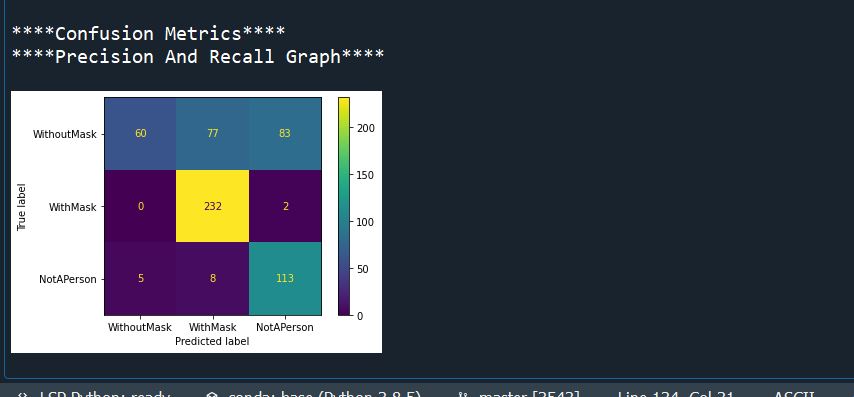 ****Confusion Metrics****
****Precision And Recall Graph****
WithoutMask 60 77 83
WithMask 0 232 2
NotAPerson 5 8 113
True label
WithoutMask WithMask NotAPerson
Predicted label
200
150
100
50
0
LSP Python: ready conda: base (Python 3.8.5) master [3543] Line 134, Col 31 ASCII